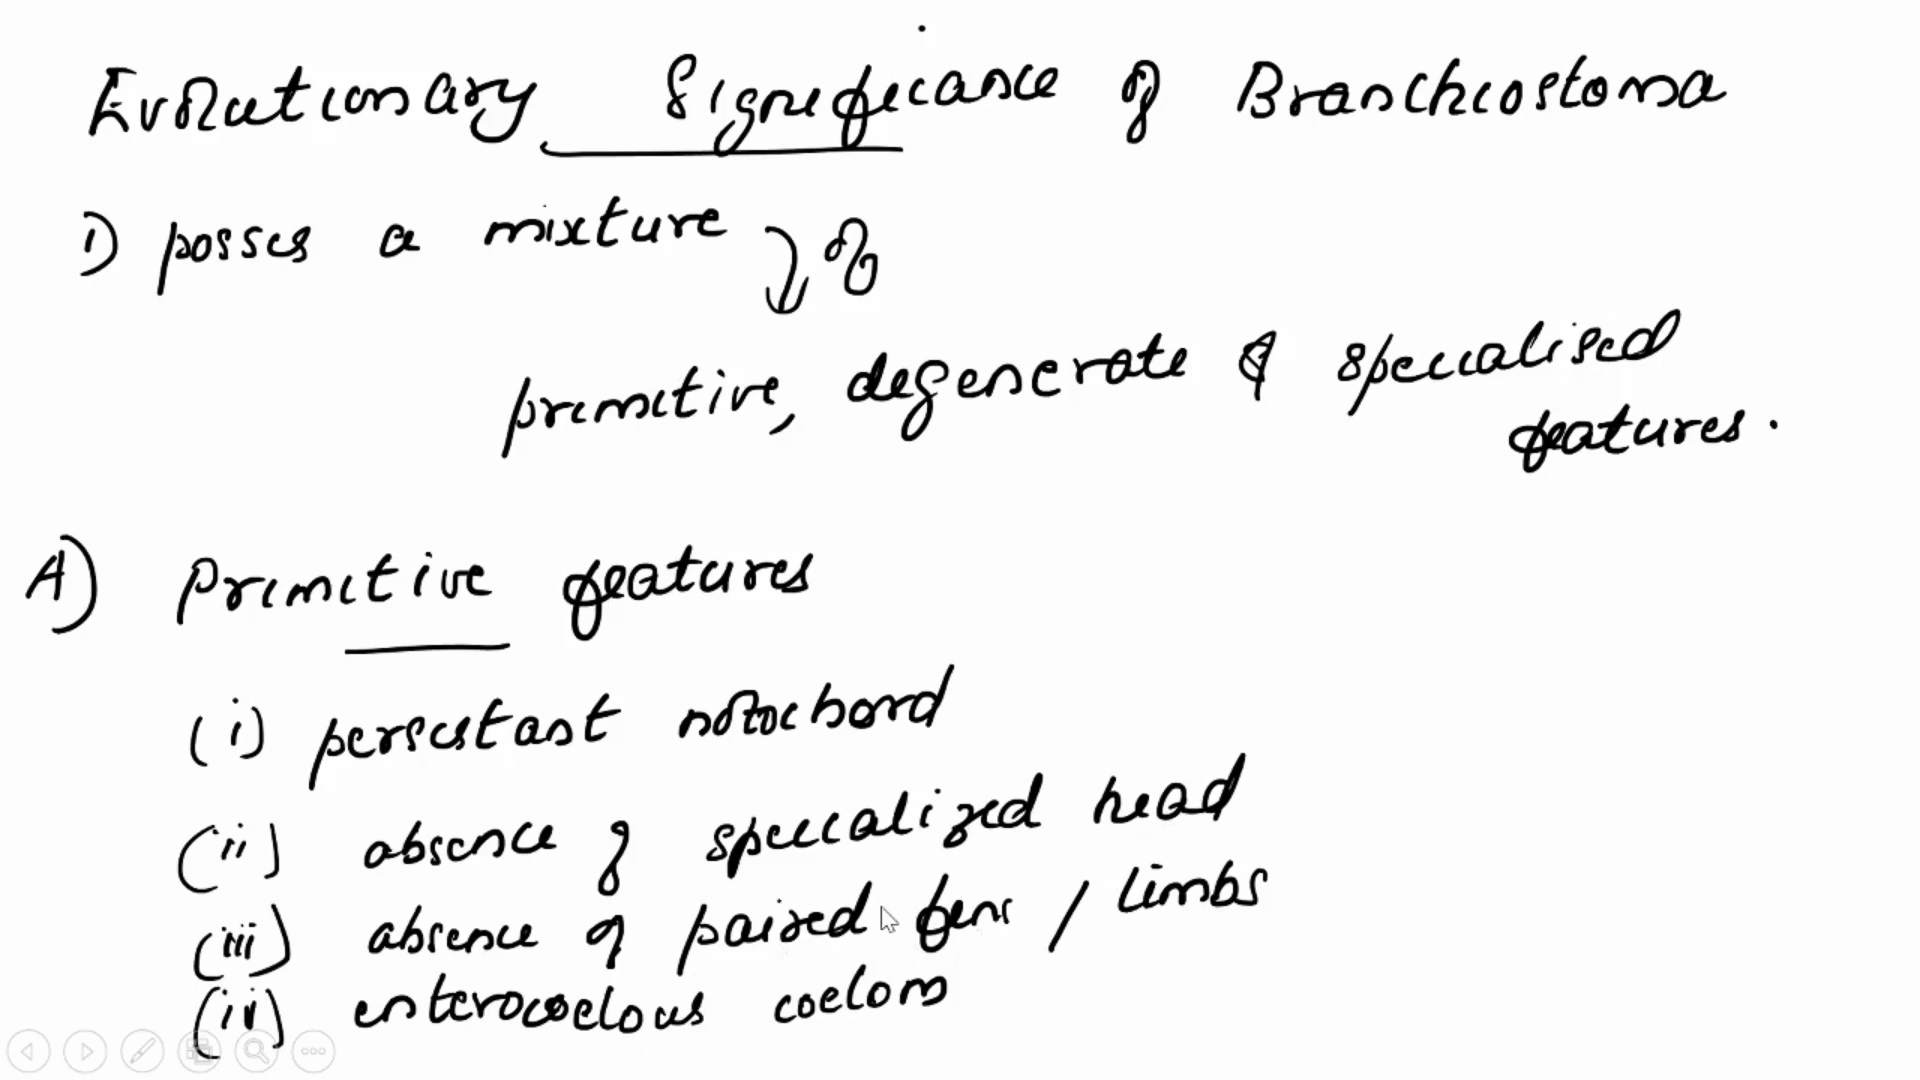 Evolutionary Significance of Branchiostoma
1) posses a mixture of
primitive, degenerate & specialised
features.
A) Primitive features
(i) persistant notochord
(ii) absence of specialized head
(iii) absence of paired fins / limbs
(iv) enterocoelous coelom